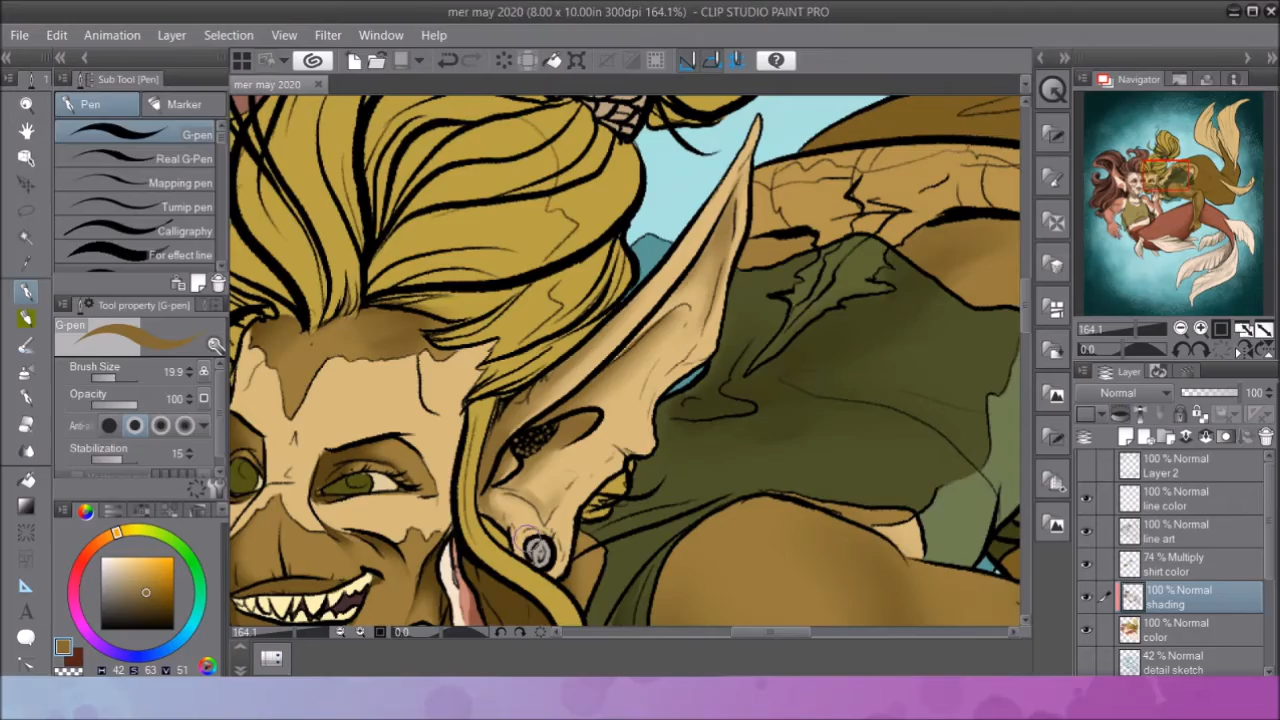 mer may 2020 (8.00 x 10.00in 300dpi 164.1%) - CLIP STUDIO PAINT PRO
File Edit Animation Layer Selection View Filter Window Help
Sub Tool [Pen]
mer may 2020
Navigator
Pen
Marker
G-pen
Real G-Pen
Mapping pen
Turnip pen
Calligraphy
For effect line
Tool property [G-pen]
G-pen
Brush Size 19.9
Opacity 100
Stabilization 15
H 42 S 63 V 51
164.1 0.0
164.1
0.0
Layer
Normal 100
100 % Normal
Layer 2
100 % Normal
line color
100 % Normal
line art
74 % Multiply
shirt color
100 % Normal
shading
100 % Normal
color
42 % Normal
detail sketch